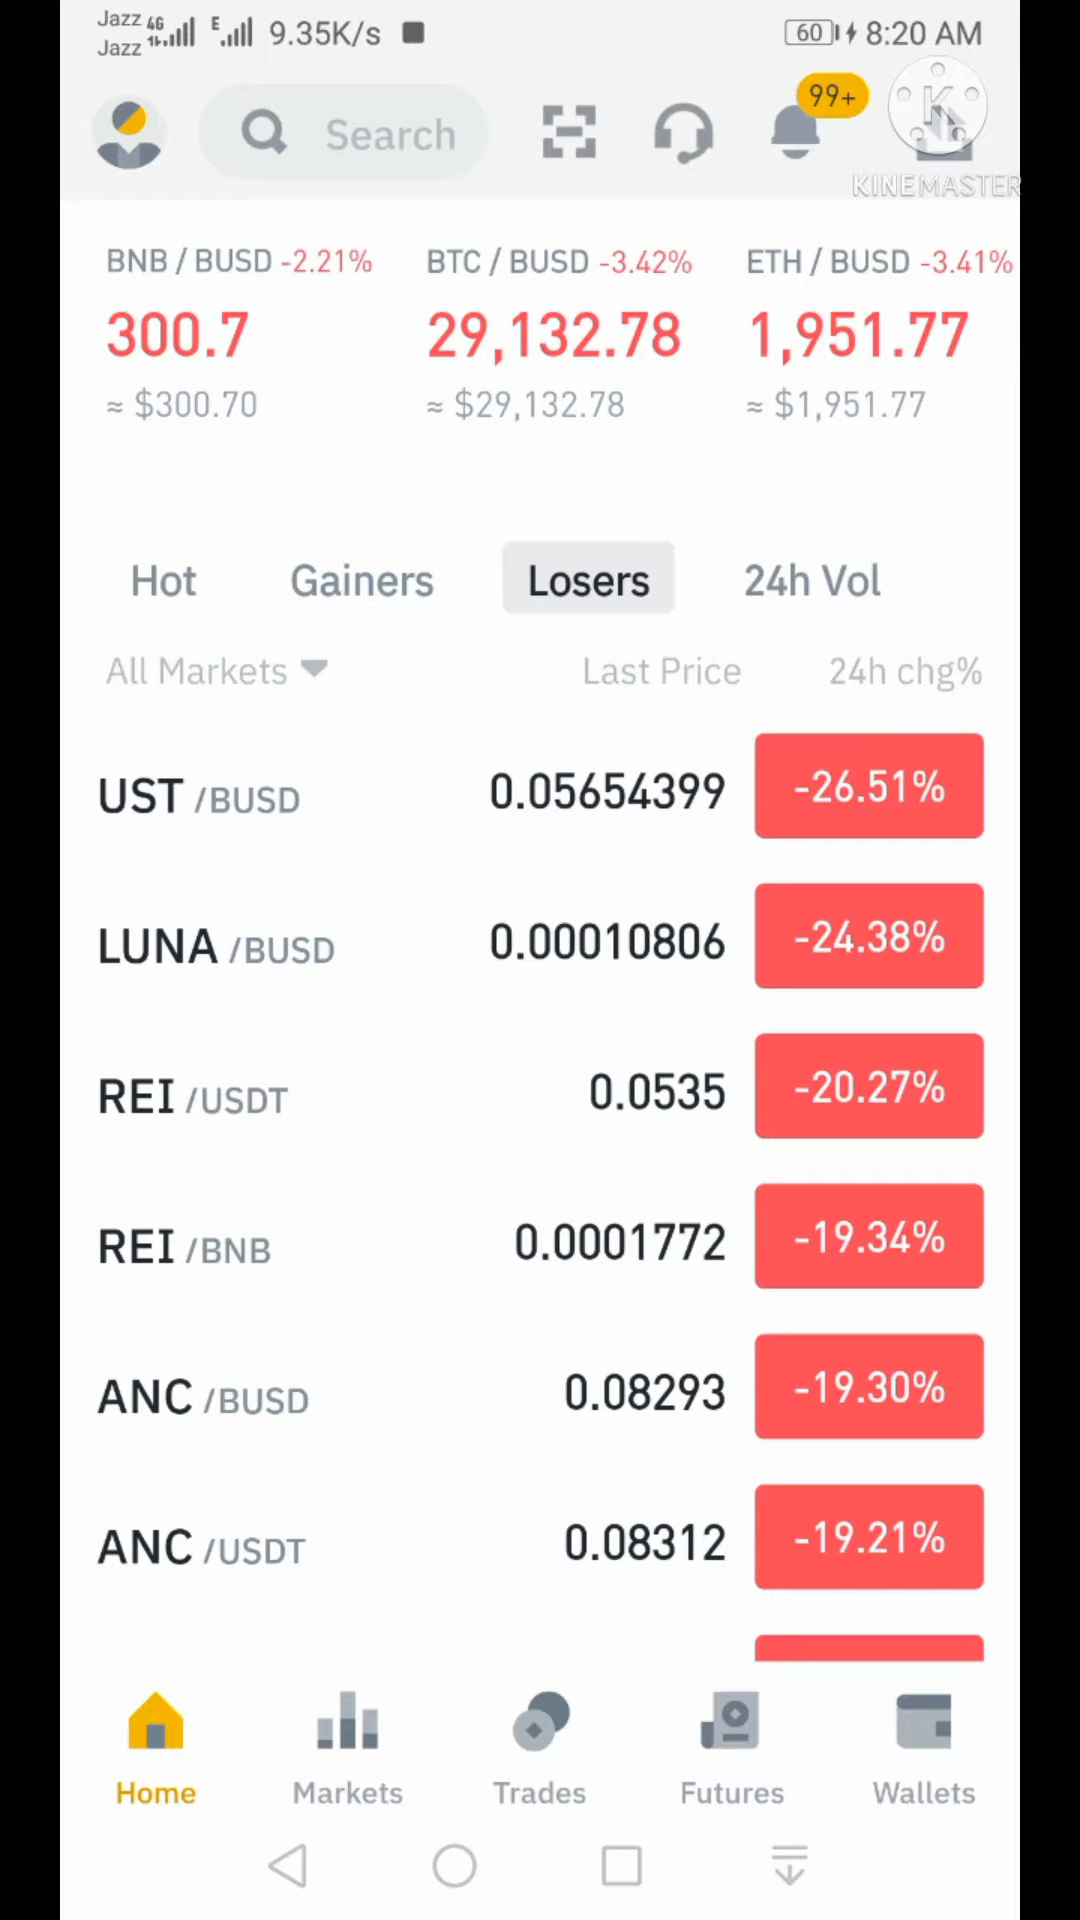 Jazz 4G E 9.35K/s 60 8:20 AM
Jazz
Search 99+ K
KINEMASTER
BNB / BUSD -2.21% BTC / BUSD -3.42% ETH / BUSD -3.41%
300.7 29,132.78 1,951.77
≈ $300.70 ≈ $29,132.78 ≈ $1,951.77
Hot Gainers Losers 24h Vol
All Markets Last Price 24h chg%
UST /BUSD 0.05654399 -26.51%
LUNA /BUSD 0.00010806 -24.38%
REI /USDT 0.0535 -20.27%
REI /BNB 0.0001772 -19.34%
ANC /BUSD 0.08293 -19.30%
ANC /USDT 0.08312 -19.21%
Home Markets Trades Futures Wallets